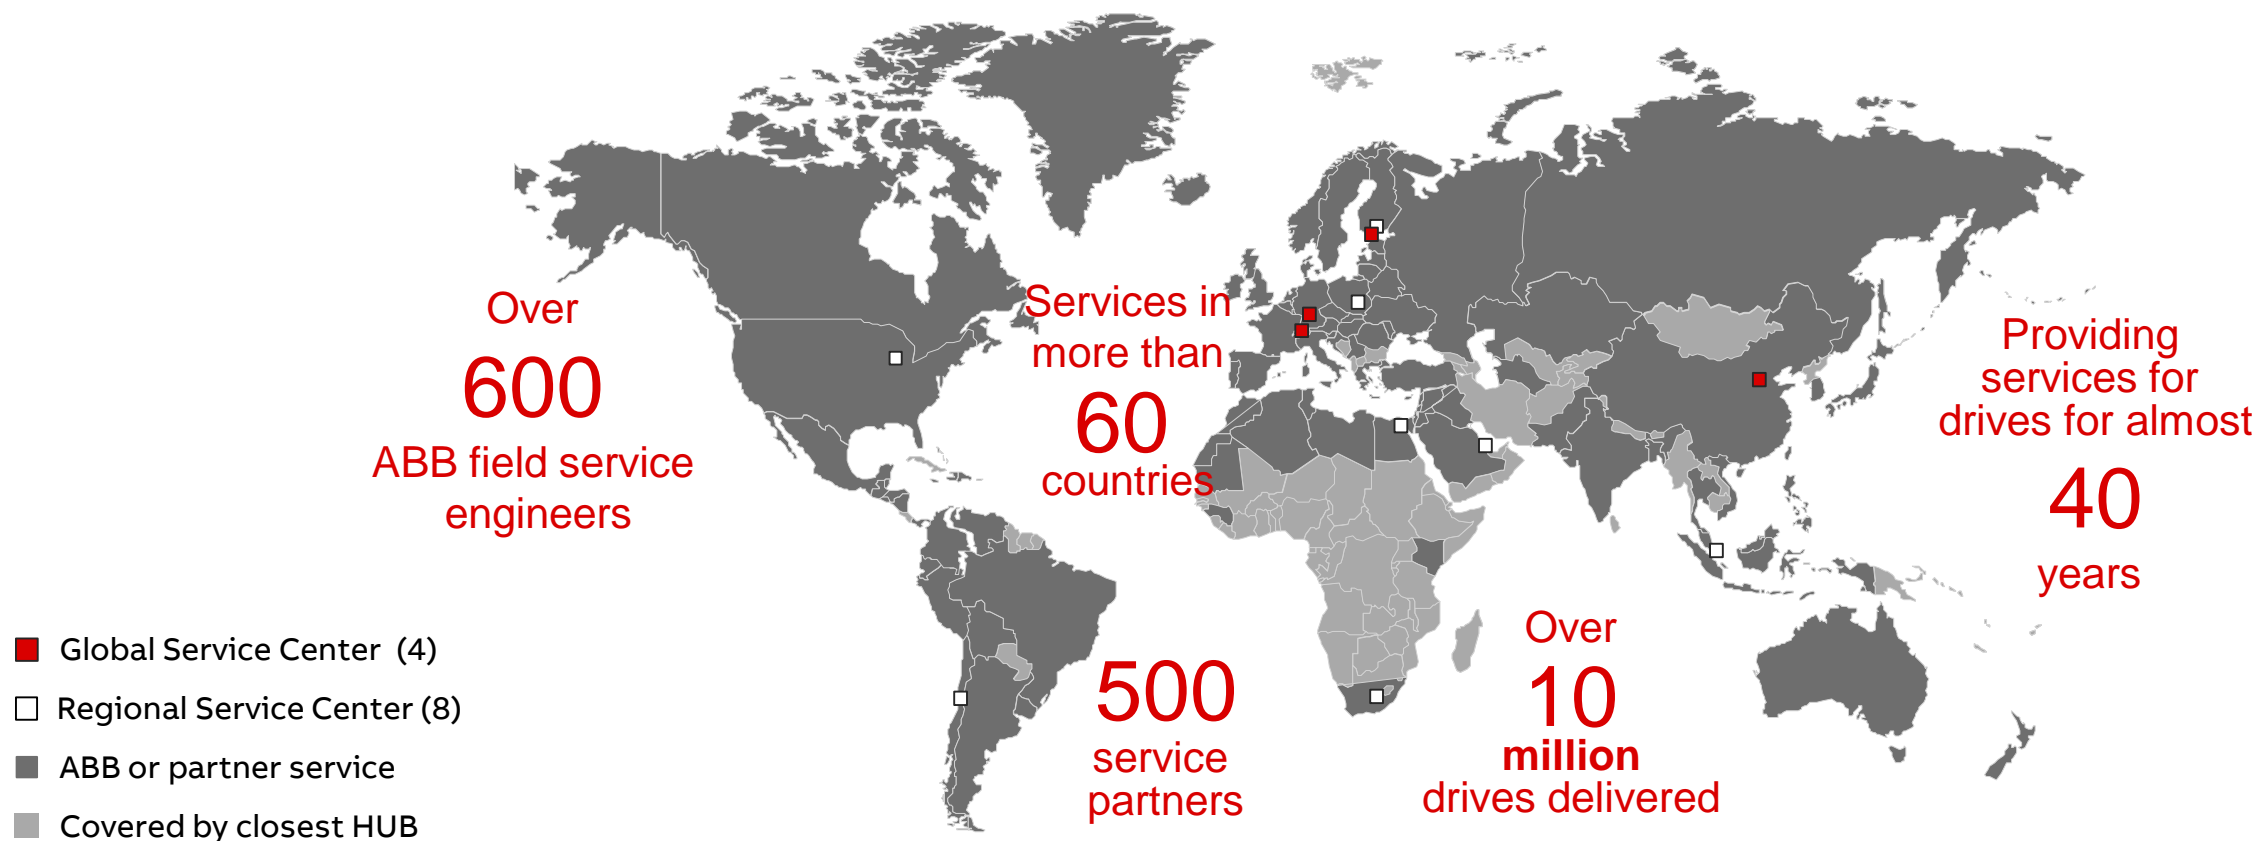 Over
600
ABB field service
engineers
Services in
more than
60
countries
Providing
services for
drives for almost
40
years
500
service
partners
Over
10
million
drives delivered
Global Service Center (4)
Regional Service Center (8)
ABB or partner service
Covered by closest HUB